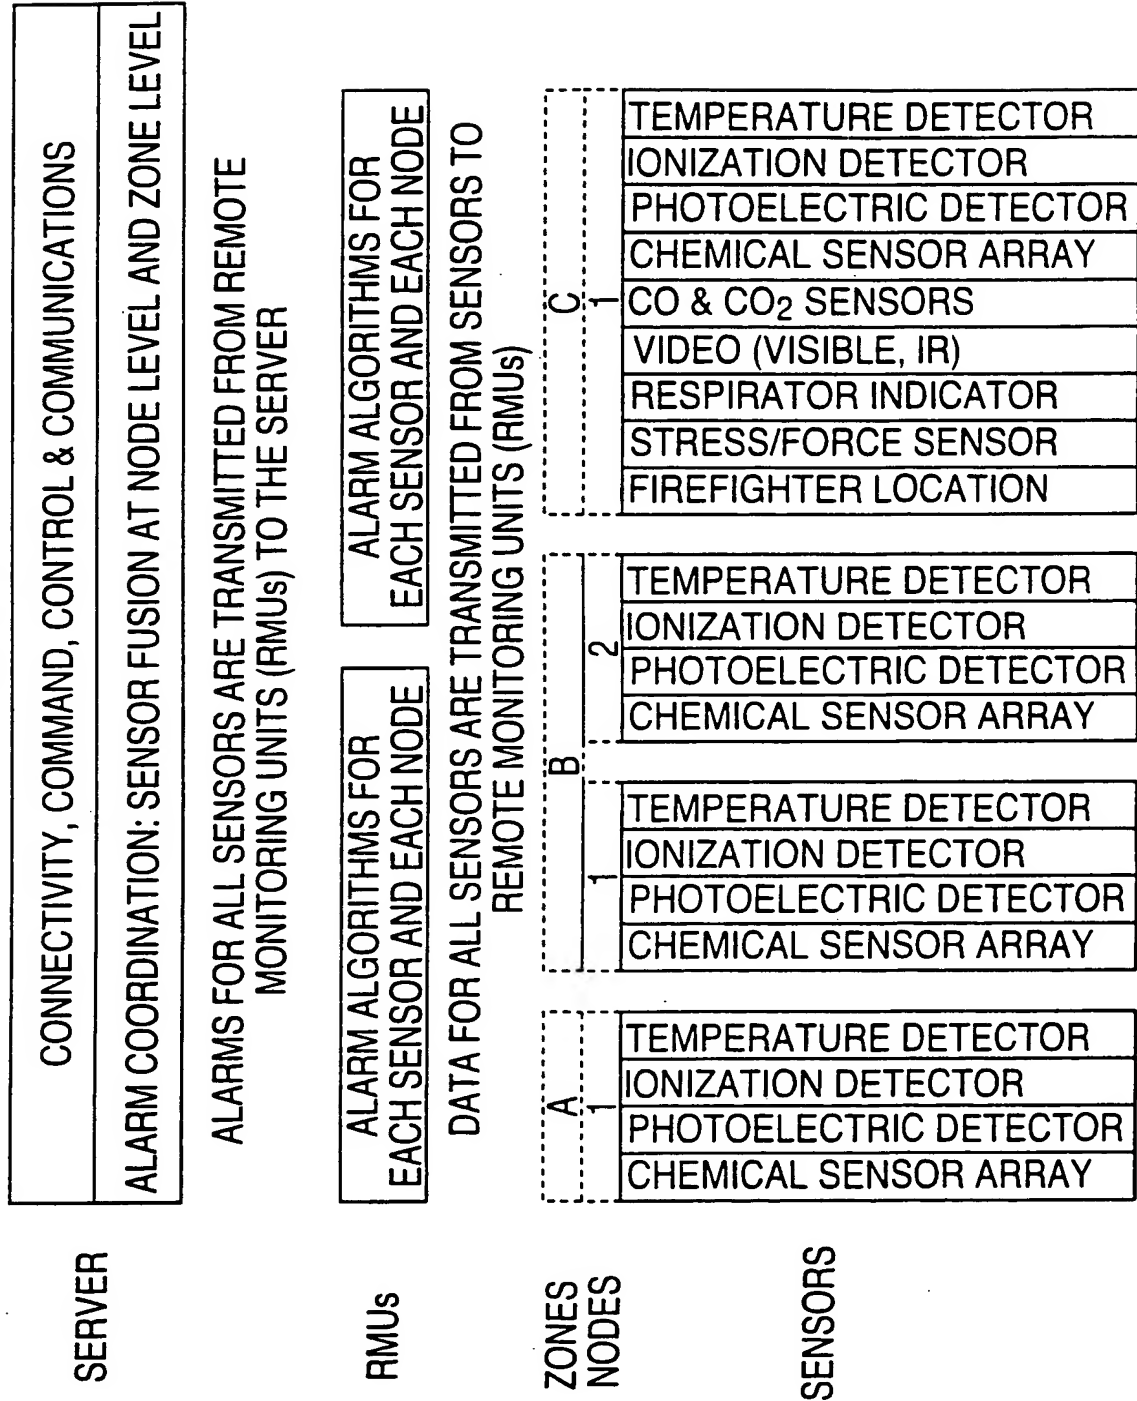 SERVER
CONNECTIVITY, COMMAND, CONTROL & COMMUNICATIONS
ALARM COORDINATION: SENSOR FUSION AT NODE LEVEL AND ZONE LEVEL
ALARMS FOR ALL SENSORS ARE TRANSMITTED FROM REMOTE
MONITORING UNITS (RMUs) TO THE SERVER
RMUs
ALARM ALGORITHMS FOR
EACH SENSOR AND EACH NODE
ALARM ALGORITHMS FOR
EACH SENSOR AND EACH NODE
DATA FOR ALL SENSORS ARE TRANSMITTED FROM SENSORS TO
REMOTE MONITORING UNITS (RMUs)
ZONES
A
B
C
NODES
1
1
2
1
SENSORS
CHEMICAL SENSOR ARRAY
PHOTOELECTRIC DETECTOR
IONIZATION DETECTOR
TEMPERATURE DETECTOR
CHEMICAL SENSOR ARRAY
PHOTOELECTRIC DETECTOR
IONIZATION DETECTOR
TEMPERATURE DETECTOR
CHEMICAL SENSOR ARRAY
PHOTOELECTRIC DETECTOR
IONIZATION DETECTOR
TEMPERATURE DETECTOR
FIREFIGHTER LOCATION
STRESS/FORCE SENSOR
RESPIRATOR INDICATOR
VIDEO (VISIBLE, IR)
CO & CO2 SENSORS
CHEMICAL SENSOR ARRAY
PHOTOELECTRIC DETECTOR
IONIZATION DETECTOR
TEMPERATURE DETECTOR